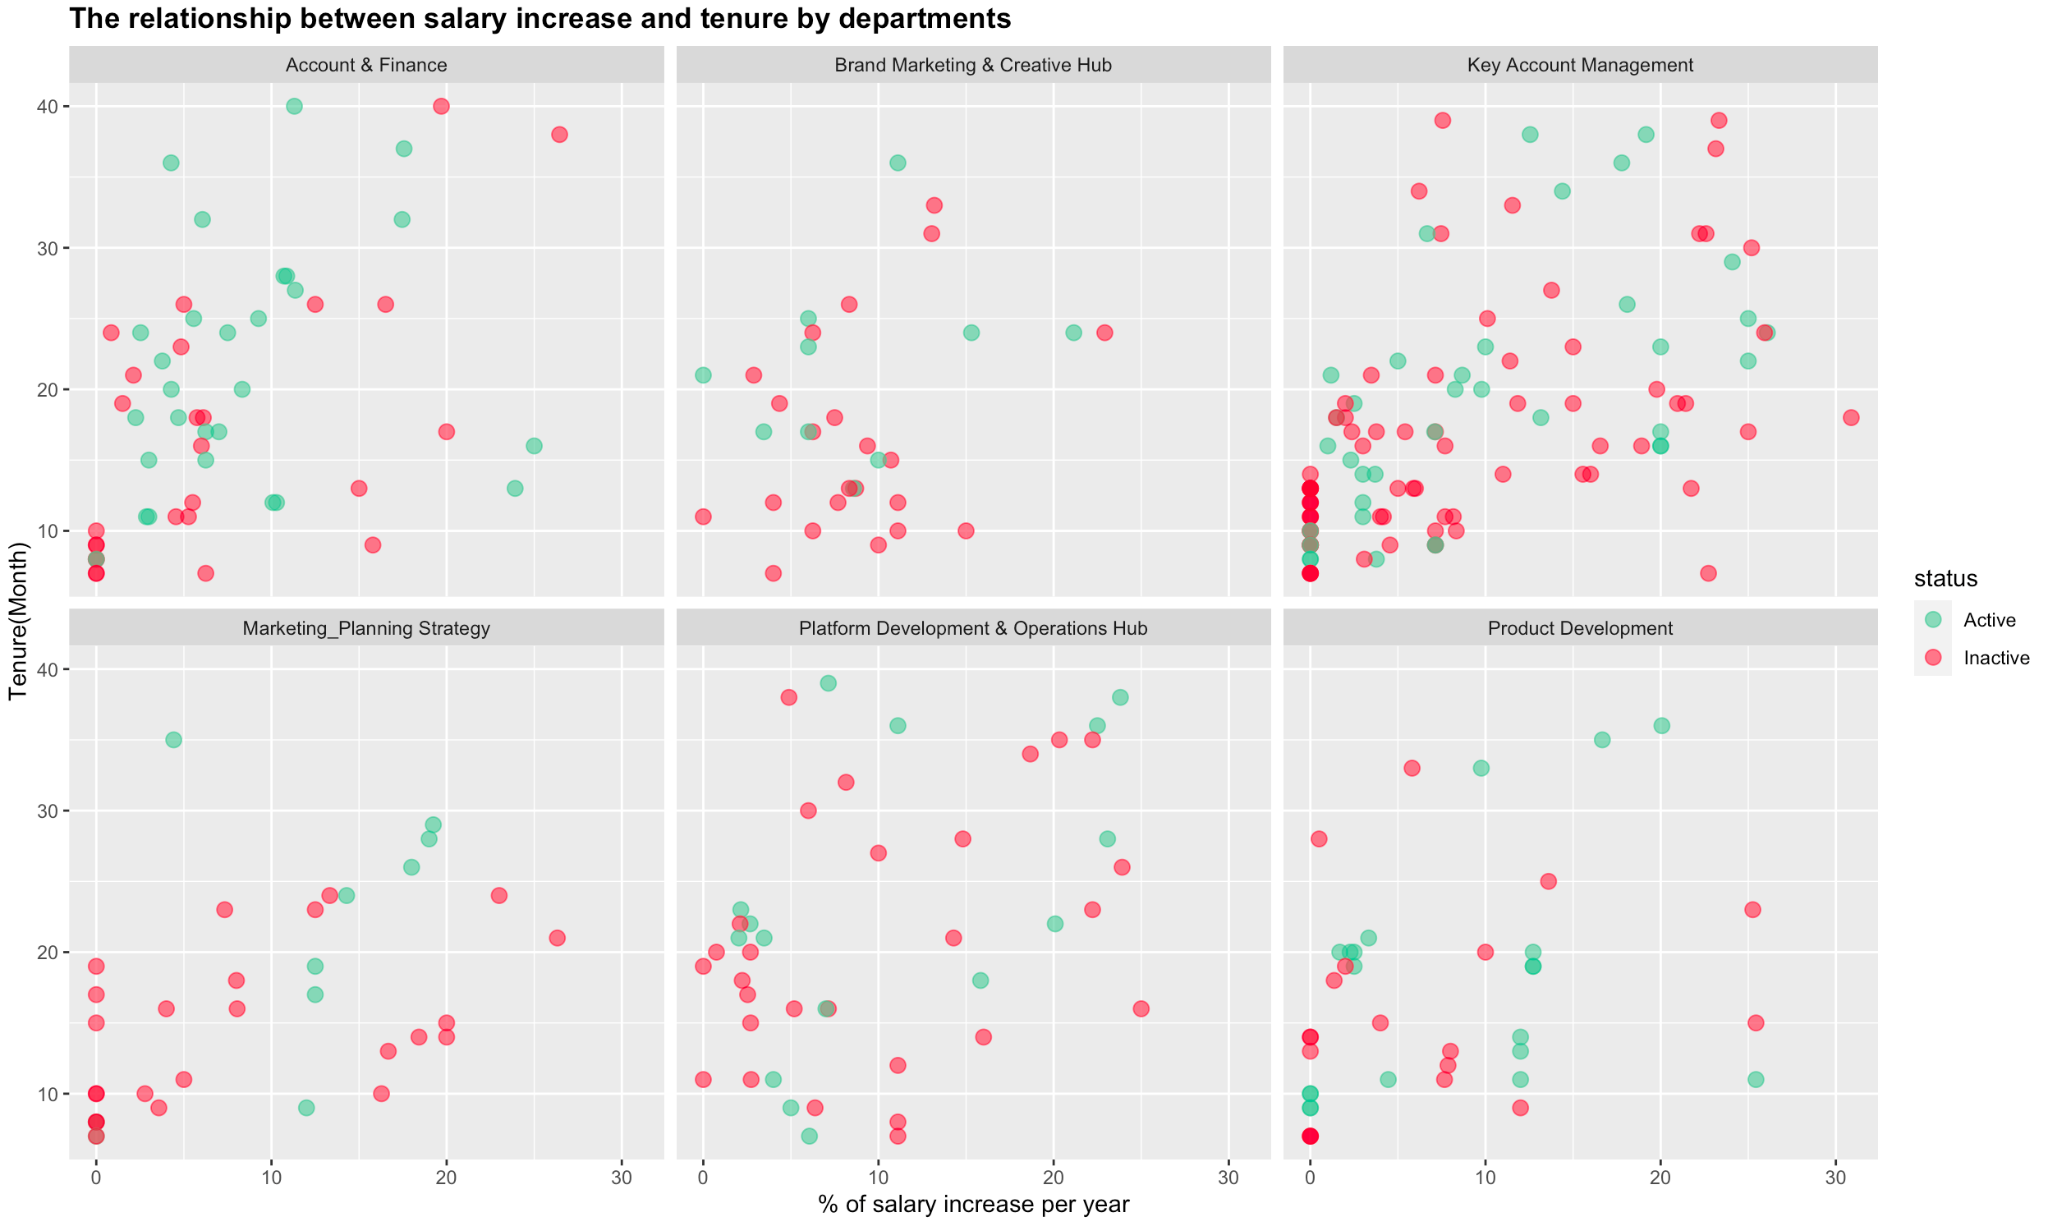 The relationship between salary increase and tenure by departments
Account & Finance
Brand Marketing & Creative Hub
Key Account Management
40
30
20
10
Tenure(Month)
status
Active
Inactive
Marketing_Planning Strategy
Platform Development & Operations Hub
Product Development
40
30
20
10
0 10 20 30 0 10 20 30 0 10 20 30
% of salary increase per year